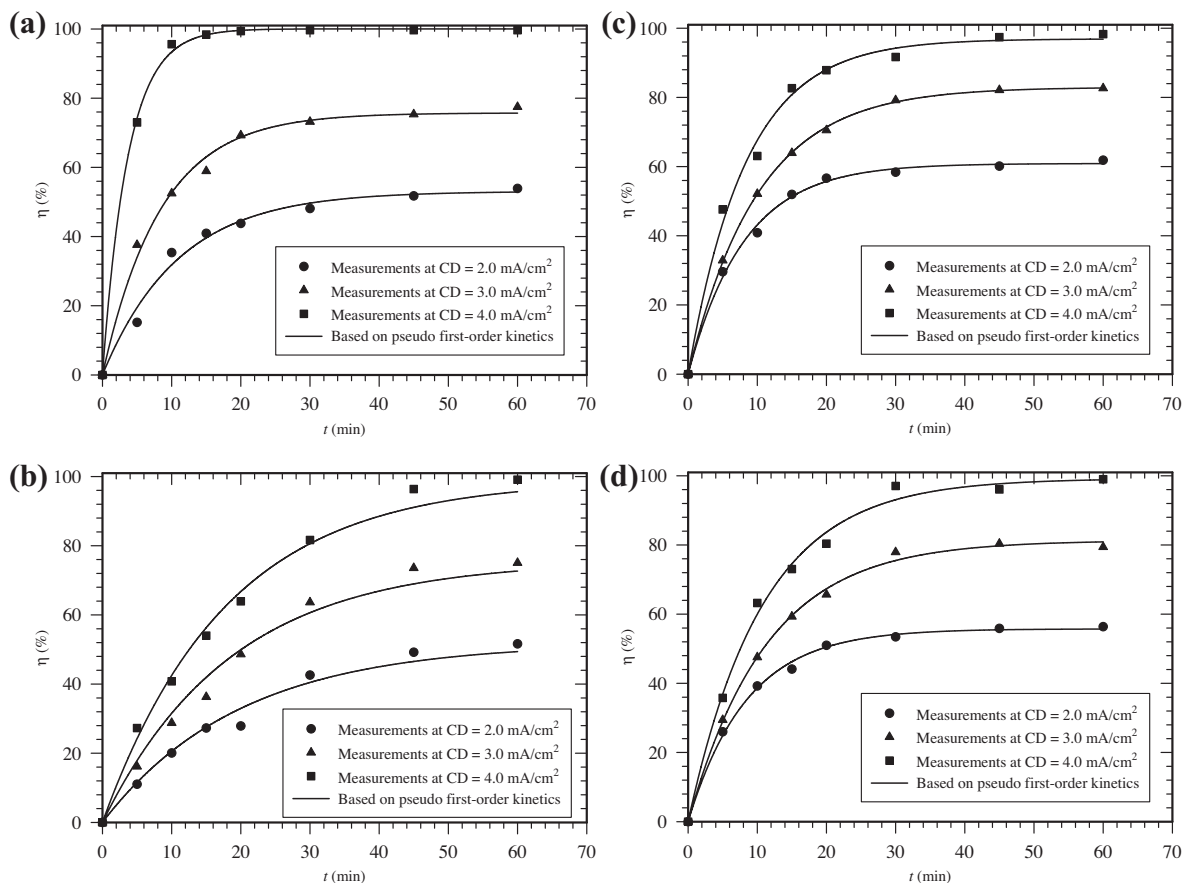 (a)
100
80
60
40
20
0
η (%)
Measurements at CD = 2.0 mA/cm²
Measurements at CD = 3.0 mA/cm²
Measurements at CD = 4.0 mA/cm²
Based on pseudo first-order kinetics
0 10 20 30 40 50 60 70
t (min)
(c)
100
80
60
40
20
0
η (%)
Measurements at CD = 2.0 mA/cm²
Measurements at CD = 3.0 mA/cm²
Measurements at CD = 4.0 mA/cm²
Based on pseudo first-order kinetics
0 10 20 30 40 50 60 70
t (min)
(b)
100
80
60
40
20
0
η (%)
Measurements at CD = 2.0 mA/cm²
Measurements at CD = 3.0 mA/cm²
Measurements at CD = 4.0 mA/cm²
Based on pseudo first-order kinetics
0 10 20 30 40 50 60 70
t (min)
(d)
100
80
60
40
20
0
η (%)
Measurements at CD = 2.0 mA/cm²
Measurements at CD = 3.0 mA/cm²
Measurements at CD = 4.0 mA/cm²
Based on pseudo first-order kinetics
0 10 20 30 40 50 60 70
t (min)